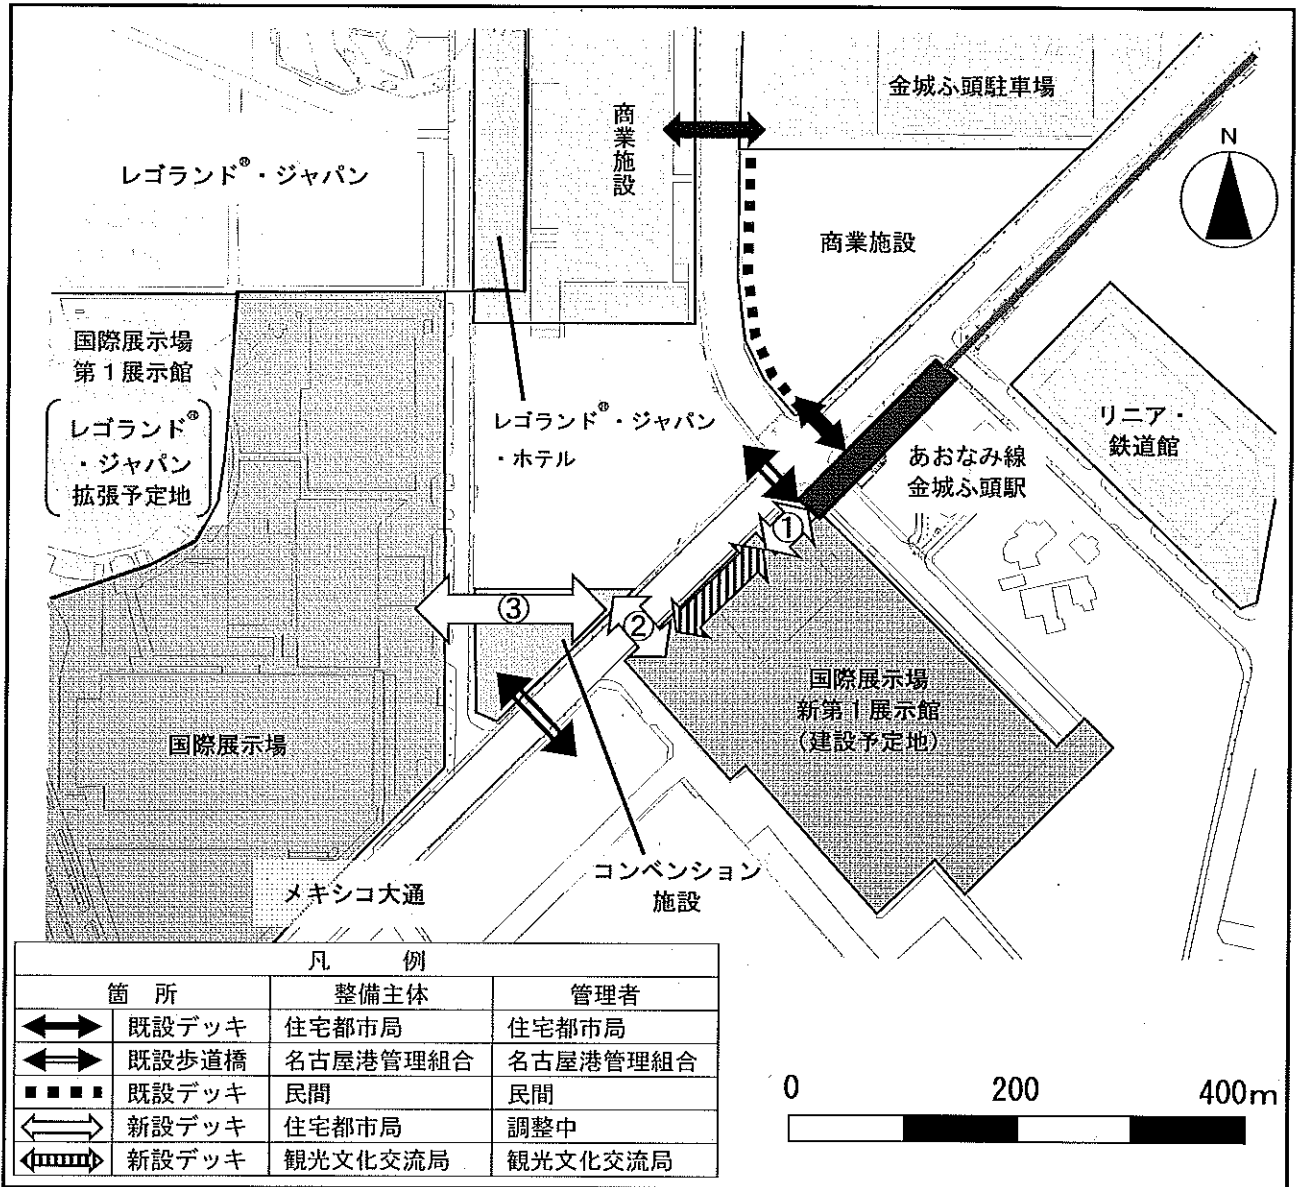 金城ふ頭駐車場
商業施設
レゴランド®・ジャパン
N
商業施設
国際展示場
第1展示館
レゴランド®
・ジャパン
拡張予定地
レゴランド®・ジャパン
・ホテル
リニア・
鉄道館
あおなみ線
金城ふ頭駅
①
②
③
国際展示場
新第1展示館
(建設予定地)
国際展示場
コンベンション
施設
メキシコ大通
凡 例
箇 所 整備主体 管理者
既設デッキ 住宅都市局 住宅都市局
既設歩道橋 名古屋港管理組合 名古屋港管理組合
既設デッキ 民間 民間
新設デッキ 住宅都市局 調整中
新設デッキ 観光文化交流局 観光文化交流局
0 200 400m